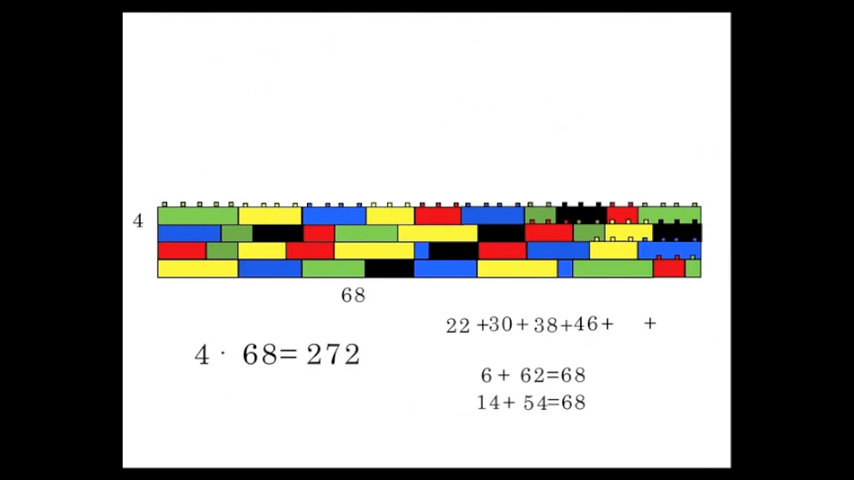 4
68
22 +30+ 38+46+ +
4 · 68= 272
6+ 62=68
14+ 54=68